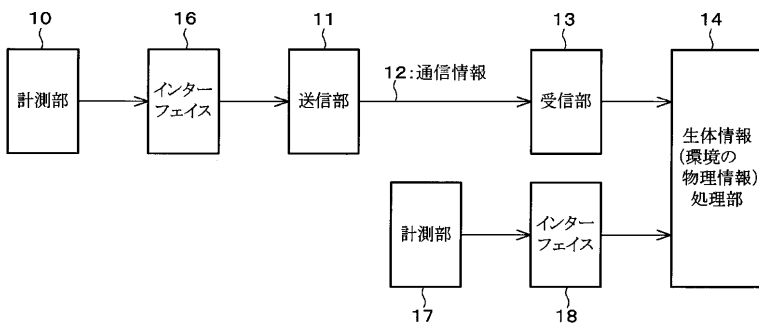 10
16
11
13
14
計測部
インター
フェイス
送信部
12:通信情報
受信部
生体情報
(環境の
物理情報)
処理部
計測部
インター
フェイス
17
18